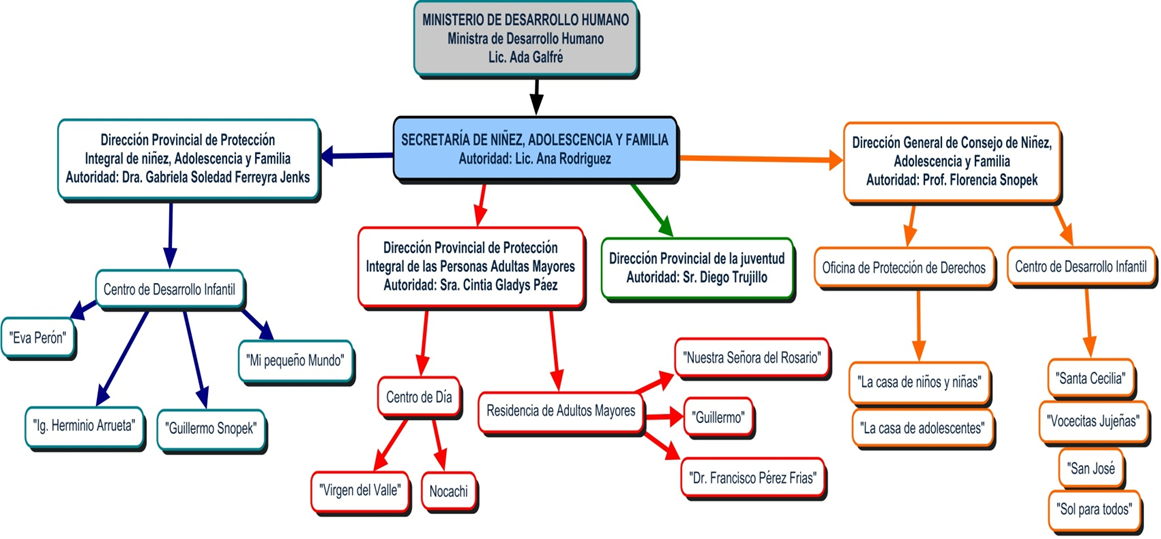 MINISTERIO DE DESARROLLO HUMANO
Ministra de Desarrollo Humano
Lic. Ada Galfré
SECRETARÍA DE NIÑEZ, ADOLESCENCIA Y FAMILIA
Autoridad: Lic. Ana Rodriguez
Dirección Provincial de Protección
Integral de niñez, Adolescencia y Familia
Autoridad: Dra. Gabriela Soledad Ferreyra Jenks
Dirección General de Consejo de Niñez,
Adolescencia y Familia
Autoridad: Prof. Florencia Snopek
Dirección Provincial de Protección
Integral de las Personas Adultas Mayores
Autoridad: Sra. Cintia Gladys Páez
Dirección Provincial de la juventud
Autoridad: Sr. Diego Trujillo
Centro de Desarrollo Infantil
"Eva Perón"
"Mi pequeño Mundo"
"Ig. Herminio Arrueta"
"Guillermo Snopek"
Centro de Día
"Virgen del Valle"
Nocachi
Residencia de Adultos Mayores
"Nuestra Señora del Rosario"
"Guillermo"
"Dr. Francisco Pérez Frias"
Oficina de Protección de Derechos
"La casa de niños y niñas"
"La casa de adolescentes"
Centro de Desarrollo Infantil
"Santa Cecilia"
"Vocecitas Jujeñas"
"San José"
"Sol para todos"